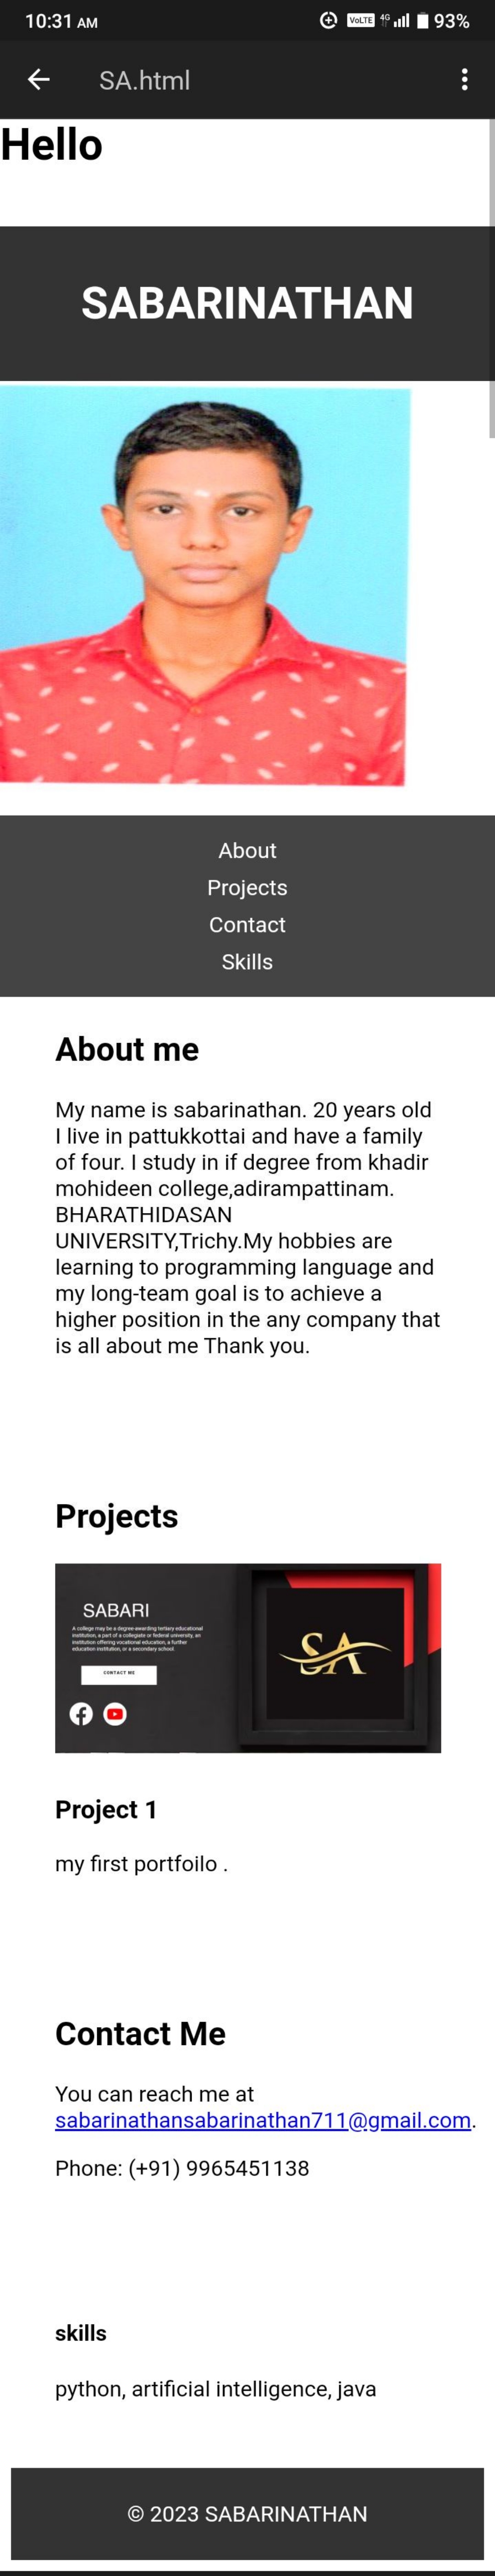 10:31 AM
VoLTE 4G 93%
SA.html
Hello
SABARINATHAN
About
Projects
Contact
Skills
About me
My name is sabarinathan. 20 years old
I live in pattukkottai and have a family
of four. I study in if degree from khadir
mohideen college,adirampattinam.
BHARATHIDASAN
UNIVERSITY,Trichy.My hobbies are
learning to programming language and
my long-team goal is to achieve a
higher position in the any company that
is all about me Thank you.
Projects
SABARI
A college may be a degree-awarding tertiary educational
institution, a part of a collegiate or federal university, an
institution offering vocational education, a further
education institution, or a secondary school.
CONTACT ME
SA
Project 1
my first portfoilo .
Contact Me
You can reach me at
sabarinathansabarinathan711@gmail.com.
Phone: (+91) 9965451138
skills
python, artificial intelligence, java
© 2023 SABARINATHAN